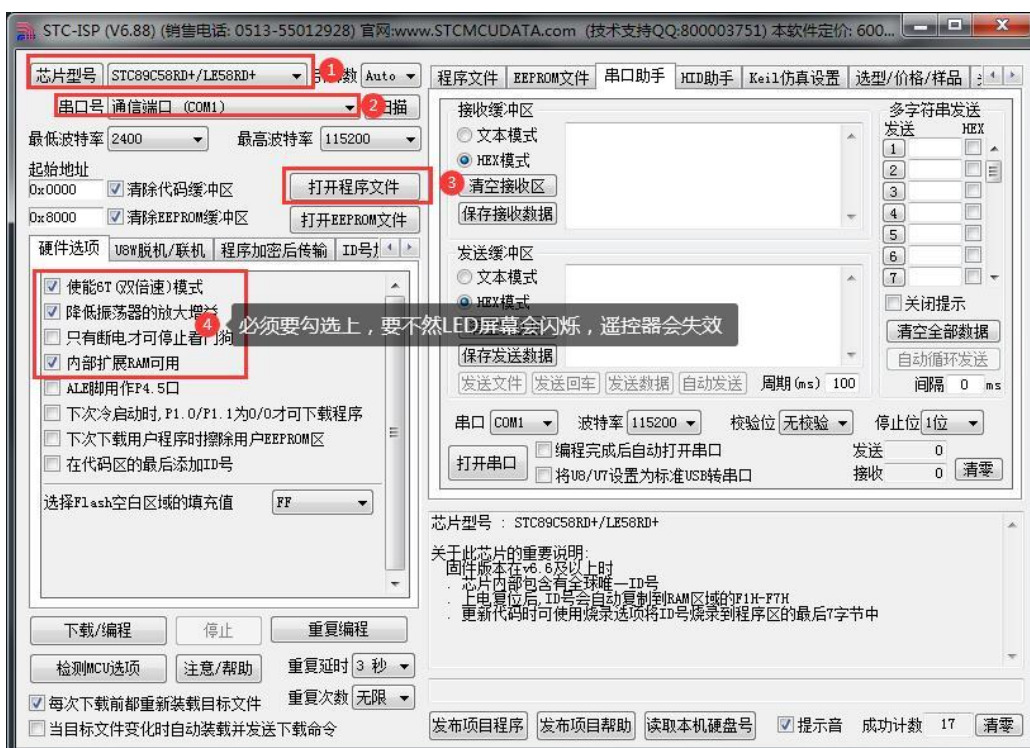 STC-ISP (V6.88) (销售电话: 0513-55012928) 官网:www.STCMCUDATA.com (技术支持QQ:800003751) 本软件定价: 600...
芯片型号 STC89C58RD+/LE58RD+ 1 数 Auto
串口号 通信端口 (COM1) 2 描
最低波特率 2400 最高波特率 115200
起始地址
0x0000 清除代码缓冲区 打开程序文件 3
0x8000 清除EEPROM缓冲区 打开EEPROM文件
硬件选项 U8W脱机/联机 程序加密后传输 ID号
使能6T(双倍速)模式
降低振荡器的放大增益
只有断电才可停止看门狗
4 必须要勾选上，要不然LED屏幕会闪烁，遥控器会失效
内部扩展RAM可用
ALE脚用作P4.5口
下次冷启动时,P1.0/P1.1为0/0才可下载程序
下次下载用户程序时擦除用户EEPROM区
在代码区的最后添加ID号
选择Flash空白区域的填充值 FF
下载/编程 停止 重复编程
检测MCU选项 注意/帮助 重复延时 3 秒
每次下载前都重新装载目标文件 重复次数 无限
当目标文件变化时自动装载并发送下载命令
程序文件 EEPROM文件 串口助手 HID助手 Keil仿真设置 选型/价格/样品
接收缓冲区
文本模式
HEX模式
清空接收区
保存接收数据
发送缓冲区
文本模式
HEX模式
保存发送数据
发送文件 发送回车 发送数据 自动发送 周期(ms) 100
多字符串发送
发送 HEX
1
2
3
4
5
6
7
关闭提示
清空全部数据
自动循环发送
间隔 0 ms
串口 COM1 波特率 115200 校验位 无校验 停止位 1位
打开串口 编程完成后自动打开串口 发送 0
将U8/U7设置为标准USB转串口 接收 0 清零
芯片型号 : STC89C58RD+/LE58RD+
关于此芯片的重要说明:
固件版本在v6.6及以上时
. 芯片内部包含有全球唯一ID号
. 上电复位后,ID号会自动复制到RAM区域的F1H-F7H
. 更新代码时可使用烧录选项将ID号烧录到程序区的最后7字节中
发布项目程序 发布项目帮助 读取本机硬盘号 提示音 成功计数 17 清零